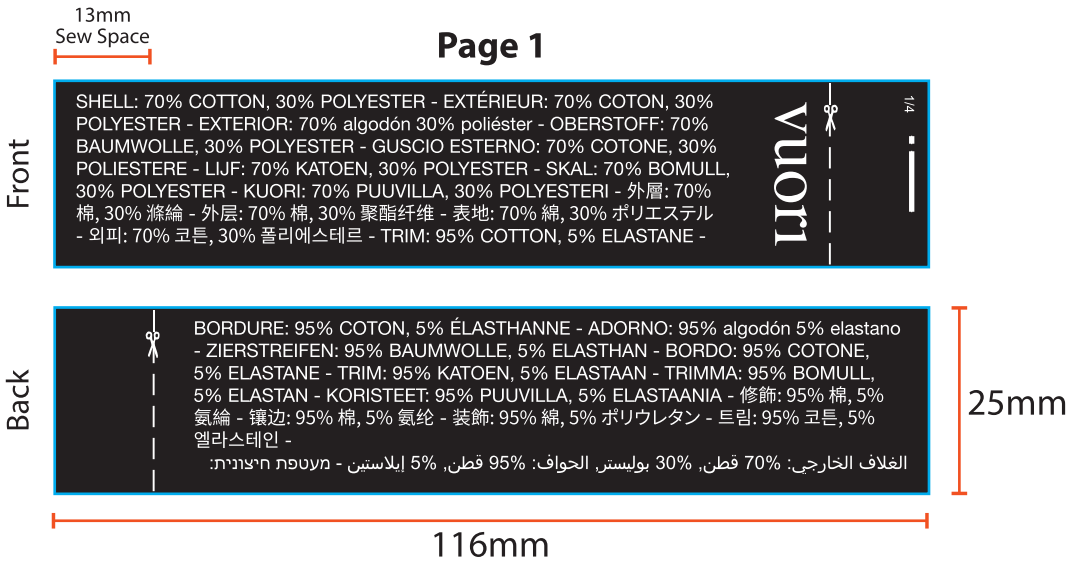 13mm
Sew Space
Page 1
Front
SHELL: 70% COTTON, 30% POLYESTER - EXTÉRIEUR: 70% COTON, 30%
POLYESTER - EXTERIOR: 70% algodón 30% poliéster - OBERSTOFF: 70%
BAUMWOLLE, 30% POLYESTER - GUSCIO ESTERNO: 70% COTONE, 30%
POLIESTERE - LIJF: 70% KATOEN, 30% POLYESTER - SKAL: 70% BOMULL,
30% POLYESTER - KUORI: 70% PUUVILLA, 30% POLYESTERI - 外層: 70%
棉, 30% 滌綸 - 外层: 70% 棉, 30% 聚酯纤维 - 表地: 70% 綿, 30% ポリエステル
- 외피: 70% 코튼, 30% 폴리에스테르 - TRIM: 95% COTTON, 5% ELASTANE -
vuori
1/4
Back
BORDURE: 95% COTON, 5% ÉLASTHANNE - ADORNO: 95% algodón 5% elastano
- ZIERSTREIFEN: 95% BAUMWOLLE, 5% ELASTHAN - BORDO: 95% COTONE,
5% ELASTANE - TRIM: 95% KATOEN, 5% ELASTAAN - TRIMMA: 95% BOMULL,
5% ELASTAN - KORISTEET: 95% PUUVILLA, 5% ELASTAANIA - 修飾: 95% 棉, 5%
氨綸 - 镶边: 95% 棉, 5% 氨纶 - 装飾: 95% 綿, 5% ポリウレタン - 트림: 95% 코튼, 5%
엘라스테인 -
الغلاف الخارجي: 70% قطن, 30% بوليستر, الحواف: 95% قطن, 5% إيلاستين - מעטפת חיצונית:
25mm
116mm